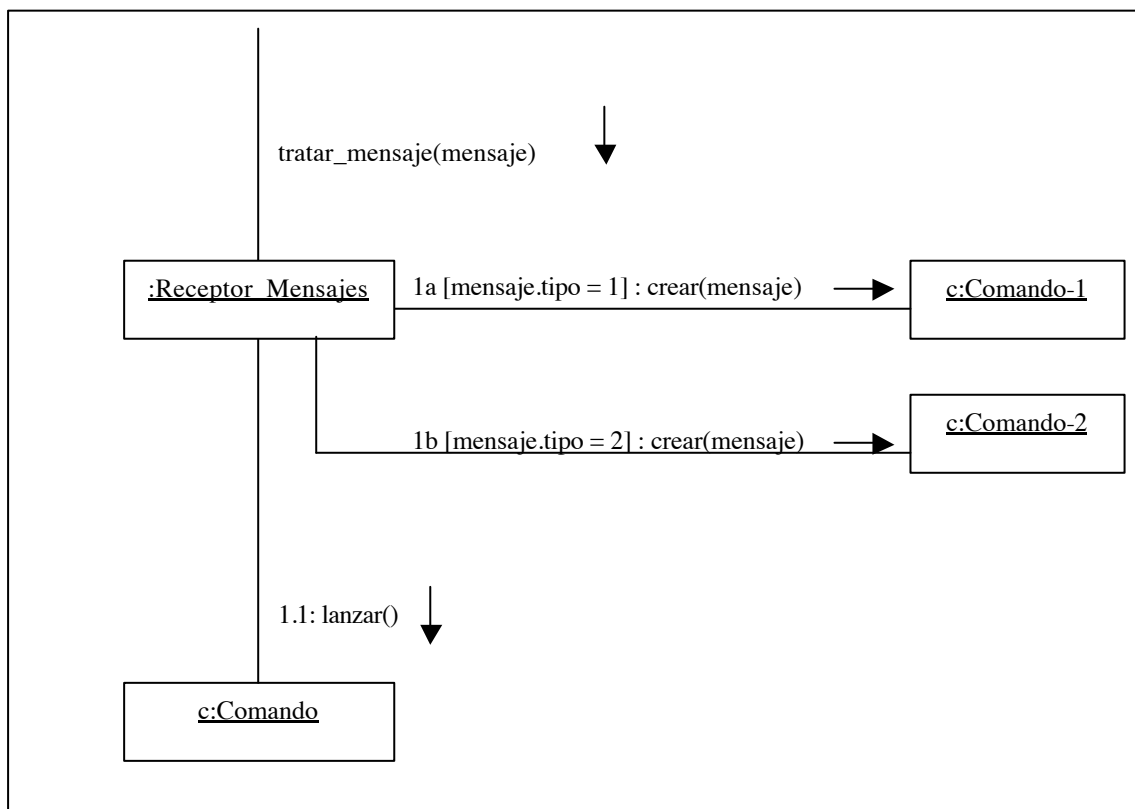 tratar_mensaje(mensaje)
:Receptor_Mensajes
1a [mensaje.tipo = 1] : crear(mensaje)
c:Comando-1
1b [mensaje.tipo = 2] : crear(mensaje)
c:Comando-2
1.1: lanzar()
c:Comando